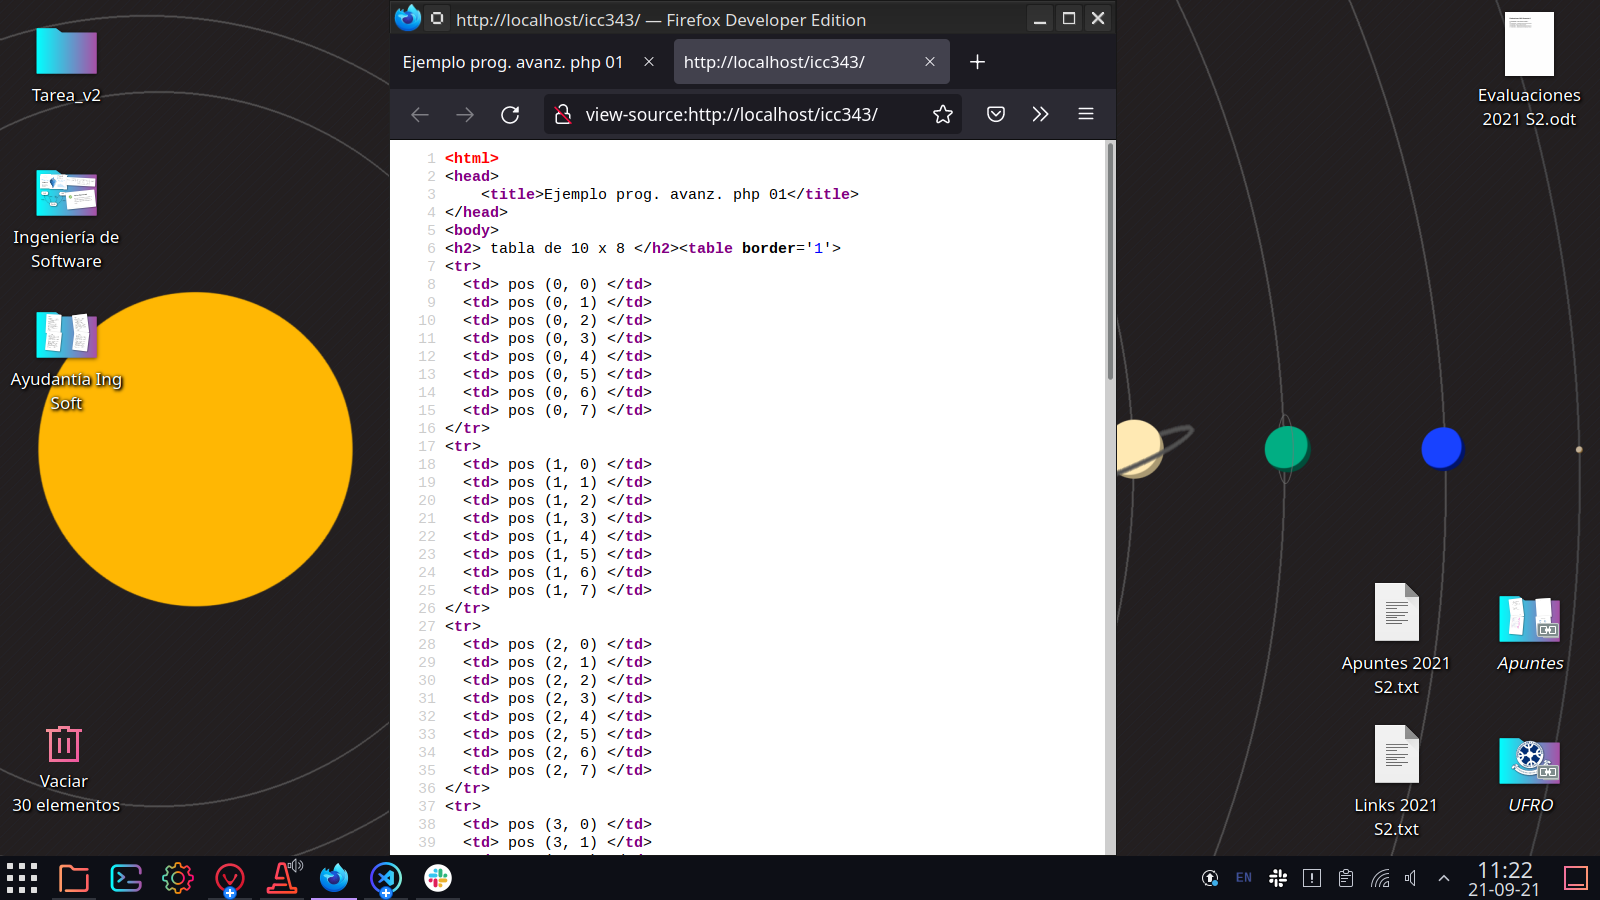 http://localhost/icc343/ — Firefox Developer Edition
Ejemplo prog. avanz. php 01
http://localhost/icc343/
view-source:http://localhost/icc343/
1 <html>
2 <head>
3 <title>Ejemplo prog. avanz. php 01</title>
4 </head>
5 <body>
6 <h2> tabla de 10 x 8 </h2><table border='1'>
7 <tr>
8 <td> pos (0, 0) </td>
9 <td> pos (0, 1) </td>
10 <td> pos (0, 2) </td>
11 <td> pos (0, 3) </td>
12 <td> pos (0, 4) </td>
13 <td> pos (0, 5) </td>
14 <td> pos (0, 6) </td>
15 <td> pos (0, 7) </td>
16 </tr>
17 <tr>
18 <td> pos (1, 0) </td>
19 <td> pos (1, 1) </td>
20 <td> pos (1, 2) </td>
21 <td> pos (1, 3) </td>
22 <td> pos (1, 4) </td>
23 <td> pos (1, 5) </td>
24 <td> pos (1, 6) </td>
25 <td> pos (1, 7) </td>
26 </tr>
27 <tr>
28 <td> pos (2, 0) </td>
29 <td> pos (2, 1) </td>
30 <td> pos (2, 2) </td>
31 <td> pos (2, 3) </td>
32 <td> pos (2, 4) </td>
33 <td> pos (2, 5) </td>
34 <td> pos (2, 6) </td>
35 <td> pos (2, 7) </td>
36 </tr>
37 <tr>
38 <td> pos (3, 0) </td>
39 <td> pos (3, 1) </td>
Tarea_v2
Ingeniería de
Software
Ayudantía Ing
Soft
Vaciar
30 elementos
Evaluaciones
2021 S2.odt
Apuntes 2021
S2.txt
Apuntes
Links 2021
S2.txt
UFRO
EN
11:22
21-09-21